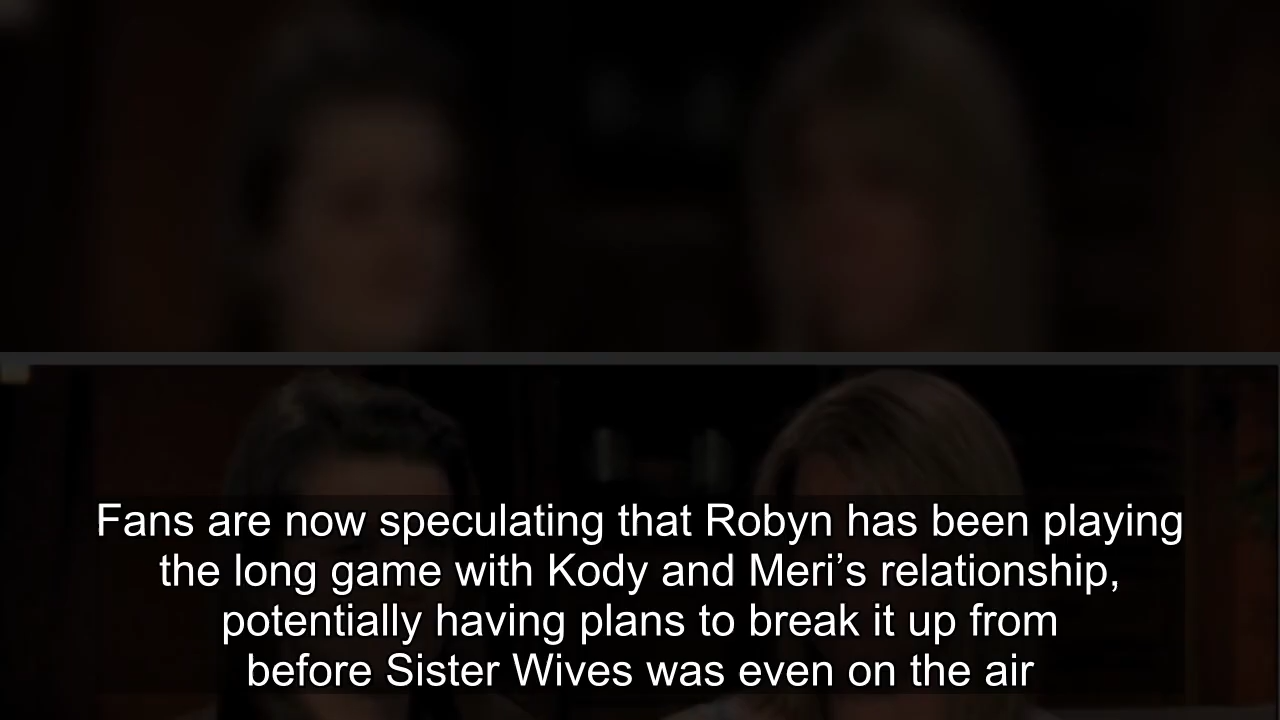 Fans are now speculating that Robyn has been playing
the long game with Kody and Meri’s relationship,
potentially having plans to break it up from
before Sister Wives was even on the air